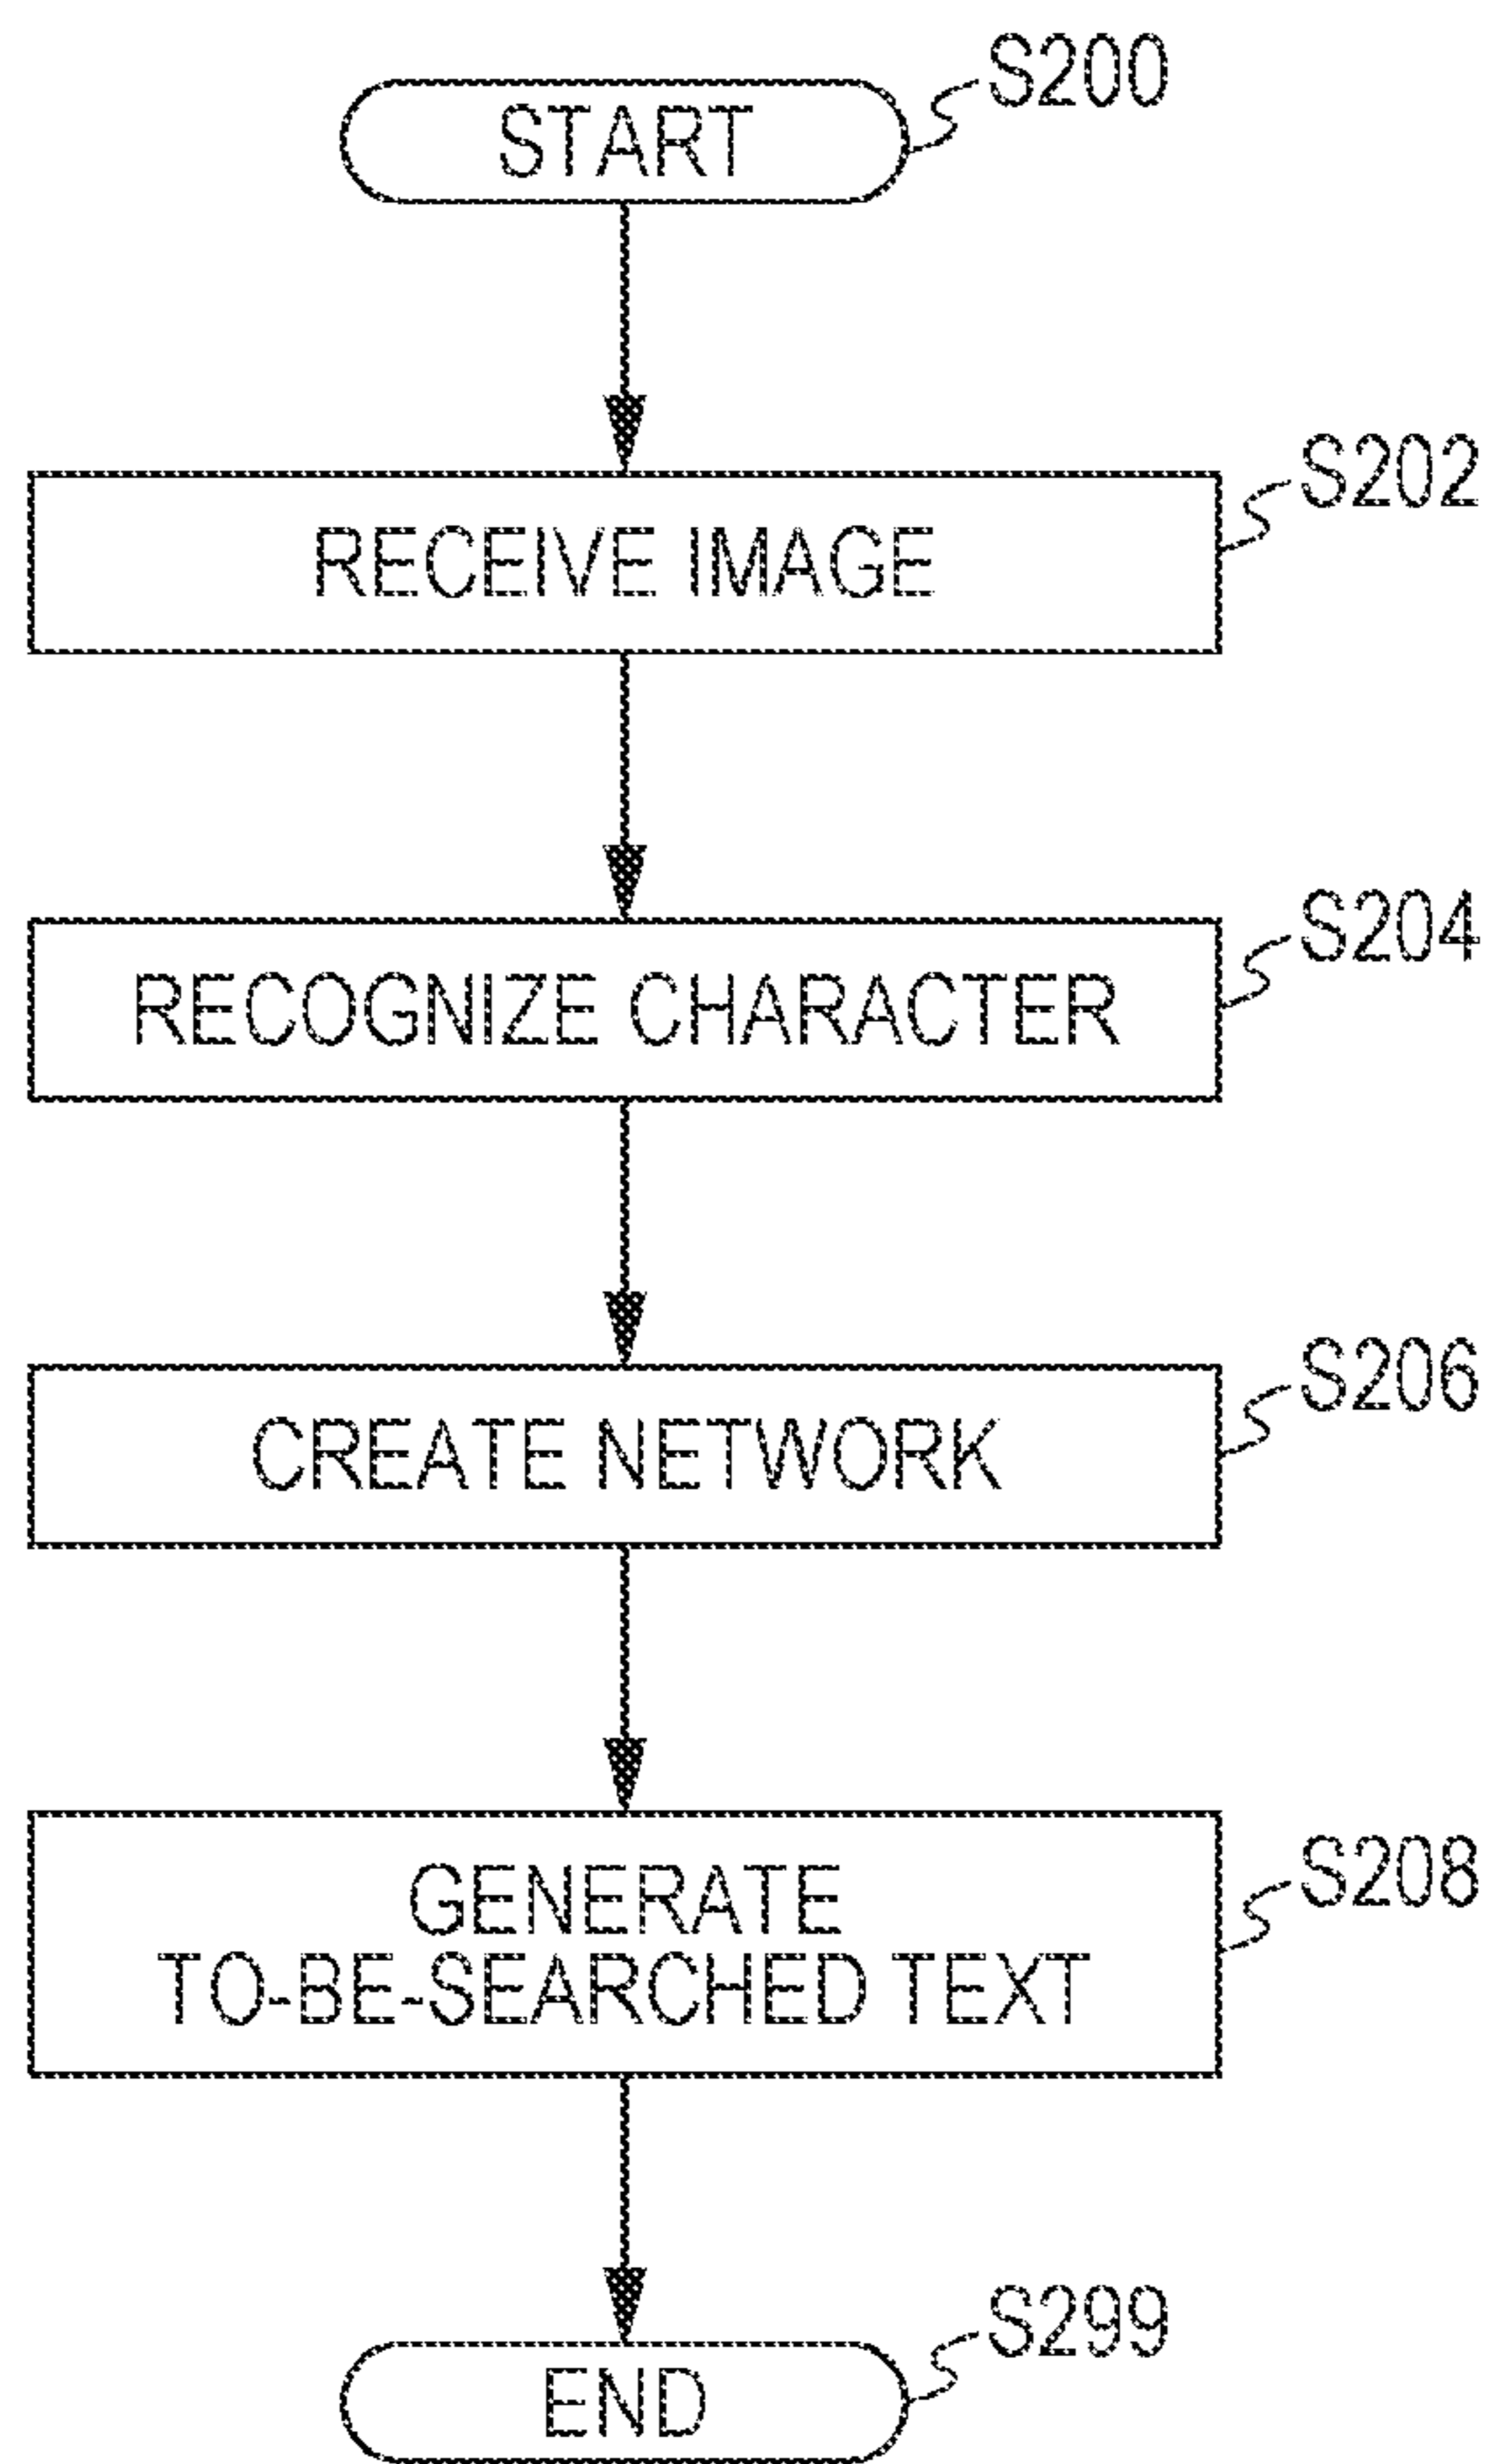 START
S200
RECEIVE IMAGE
S202
RECOGNIZE CHARACTER
S204
CREATE NETWORK
S206
GENERATE
TO-BE-SEARCHED TEXT
S208
END
S299